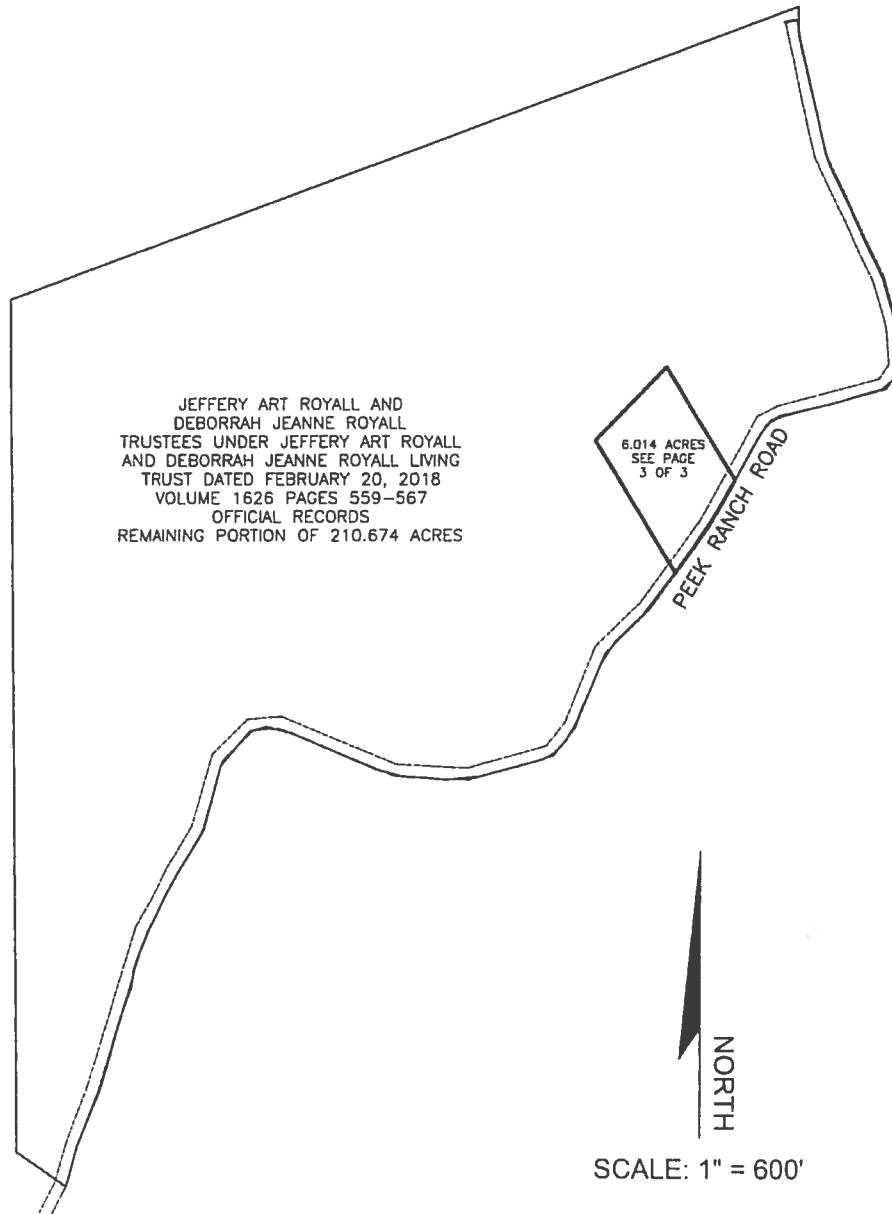 JEFFERY ART ROYALL AND
DEBORRAH JEANNE ROYALL
TRUSTEES UNDER JEFFERY ART ROYALL
AND DEBORRAH JEANNE ROYALL LIVING
TRUST DATED FEBRUARY 20, 2018
VOLUME 1626 PAGES 559–567
OFFICIAL RECORDS
REMAINING PORTION OF 210.674 ACRES
6.014 ACRES
SEE PAGE
3 OF 3
PEEK RANCH ROAD
NORTH
SCALE: 1" = 600'